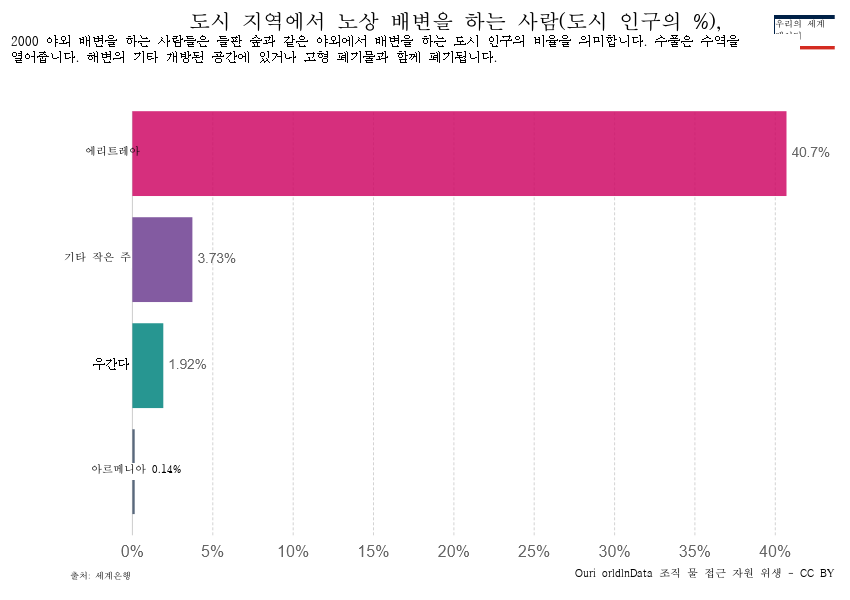 도시 지역에서 노상 배변을 하는 사람(도시 인구의 %),
우리의 세계
2000 야외 배변을 하는 사람들은 들판 숲과 같은 야외에서 배변을 하는 도시 인구의 비율을 의미합니다. 수풀은 수역을
열어줍니다. 해변의 기타 개방된 공간에 있거나 고형 폐기물과 함께 폐기됩니다.
에리트레아
40.7%
기타 작은 주
3.73%
우간다
1.92%
아르메니아 0.14%
0% 5% 10% 15% 20% 25% 30% 35% 40%
출처: 세계은행
Ouri orldInData 조직 물 접근 자원 위생 - CC BY